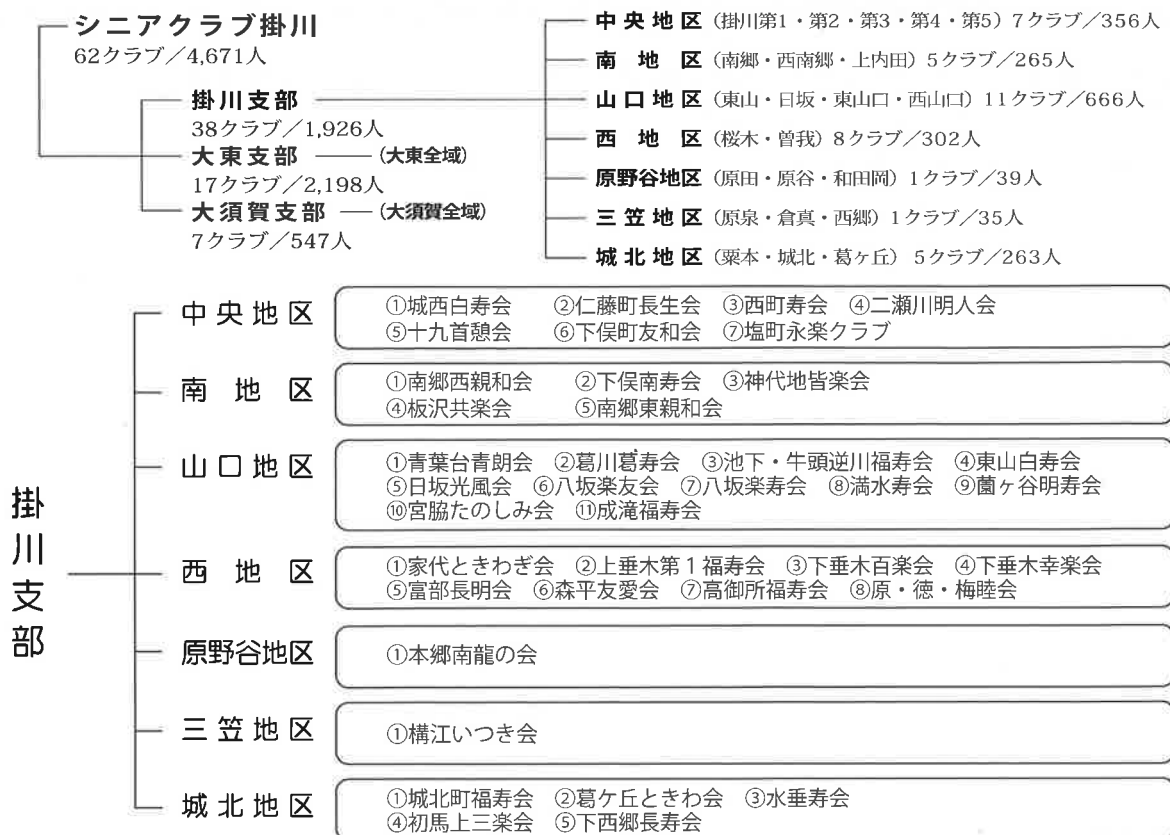 シニアクラブ掛川
62クラブ／4,671人
掛川支部
38クラブ／1,926人
大東支部 (大東全域)
17クラブ／2,198人
大須賀支部 (大須賀全域)
7クラブ／547人
中央地区 (掛川第1・第2・第3・第4・第5) 7クラブ／356人
南地区 (南郷・西南郷・上内田) 5クラブ／265人
山口地区 (東山・日坂・東山口・西山口) 11クラブ／666人
西地区 (桜木・曽我) 8クラブ／302人
原野谷地区 (原田・原谷・和田岡) 1クラブ／39人
三笠地区 (原泉・倉真・西郷) 1クラブ／35人
城北地区 (粟本・城北・葛ヶ丘) 5クラブ／263人
掛川支部
中央地区
①城西白寿会 ②仁藤町長生会 ③西町寿会 ④二瀬川明人会
⑤十九首憩会 ⑥下俣町友和会 ⑦塩町永楽クラブ
南地区
①南郷西親和会 ②下俣南寿会 ③神代地皆楽会
④板沢共楽会 ⑤南郷東親和会
山口地区
①青葉台青朗会 ②葛川葛寿会 ③池下・牛頭逆川福寿会 ④東山白寿会
⑤日坂光風会 ⑥八坂楽友会 ⑦八坂楽寿会 ⑧満水寿会 ⑨薗ヶ谷明寿会
⑩宮脇たのしみ会 ⑪成滝福寿会
西地区
①家代ときわぎ会 ②上垂木第１福寿会 ③下垂木百楽会 ④下垂木幸楽会
⑤富部長明会 ⑥森平友愛会 ⑦高御所福寿会 ⑧原・徳・梅睦会
原野谷地区
①本郷南龍の会
三笠地区
①構江いつき会
城北地区
①城北町福寿会 ②葛ケ丘ときわ会 ③水垂寿会
④初馬上三楽会 ⑤下西郷長寿会